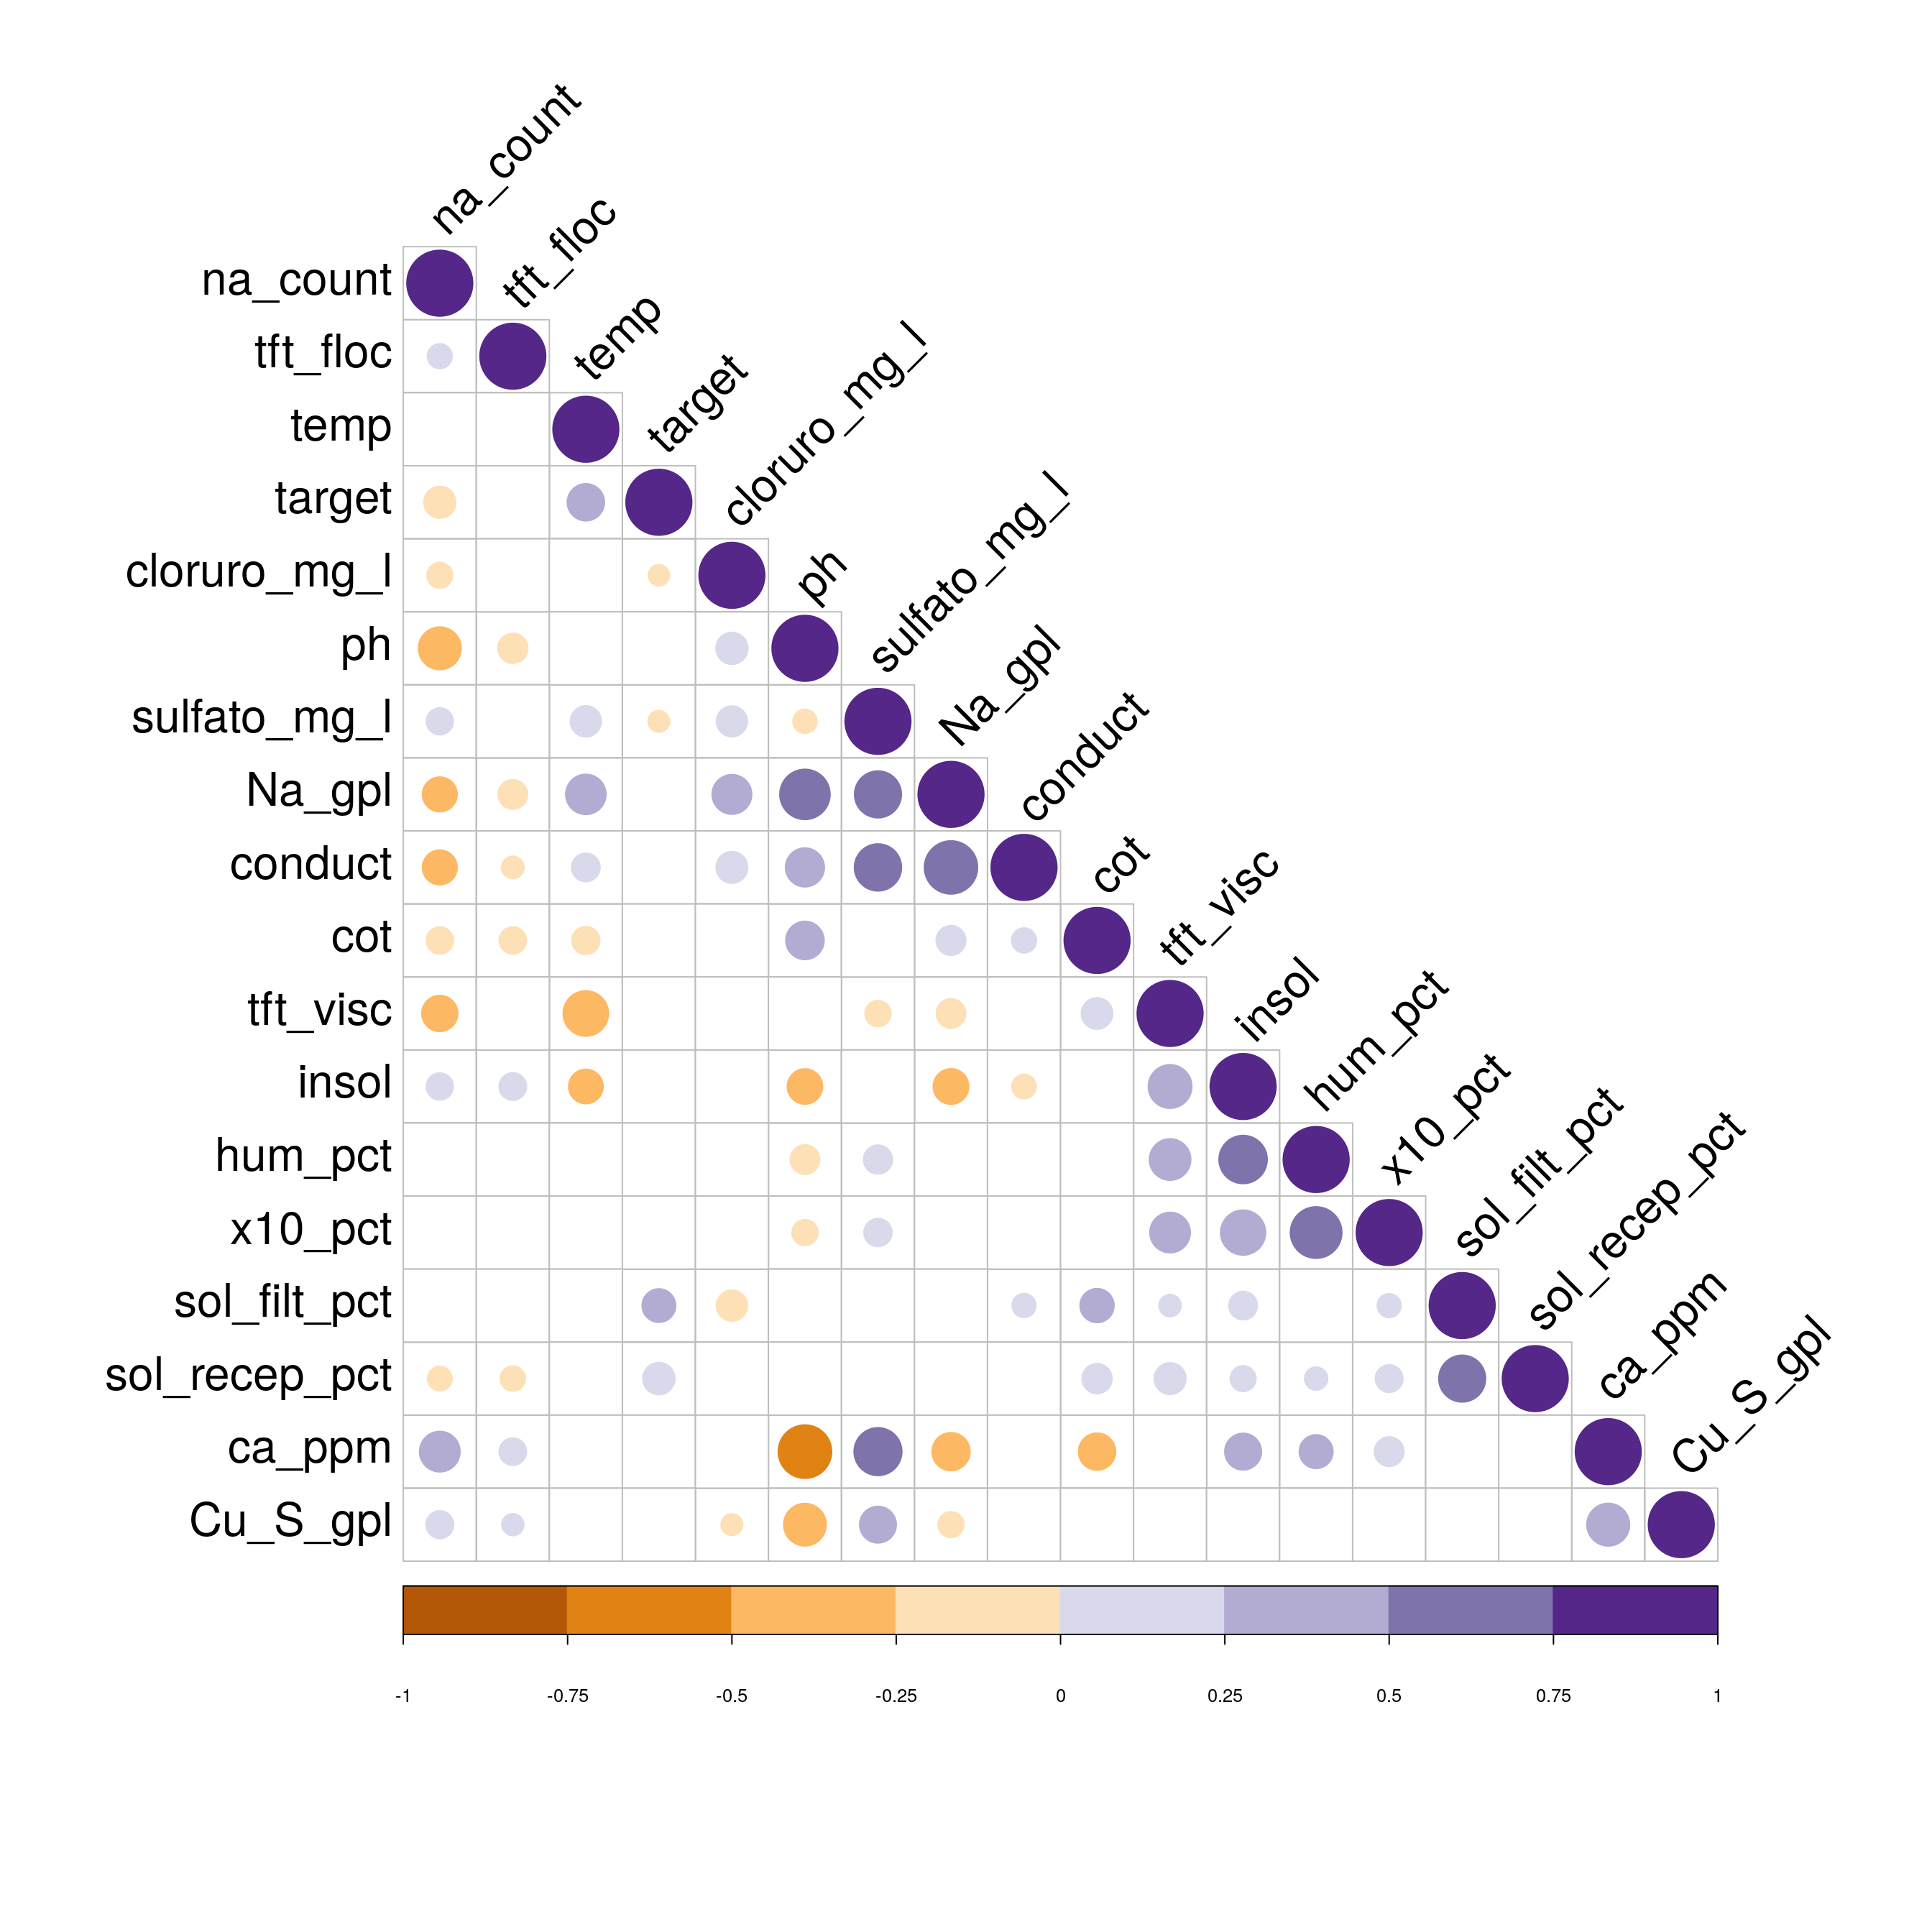 na_count
tft_floc
temp
target
cloruro_mg_l
ph
sulfato_mg_l
Na_gpl
conduct
cot
tft_visc
insol
hum_pct
x10_pct
sol_filt_pct
sol_recep_pct
ca_ppm
Cu_S_gpl
na_count
tft_floc
temp
target
cloruro_mg_l
ph
sulfato_mg_l
Na_gpl
conduct
cot
tft_visc
insol
hum_pct
x10_pct
sol_filt_pct
sol_recep_pct
ca_ppm
Cu_S_gpl
-1 -0.75 -0.5 -0.25 0 0.25 0.5 0.75 1